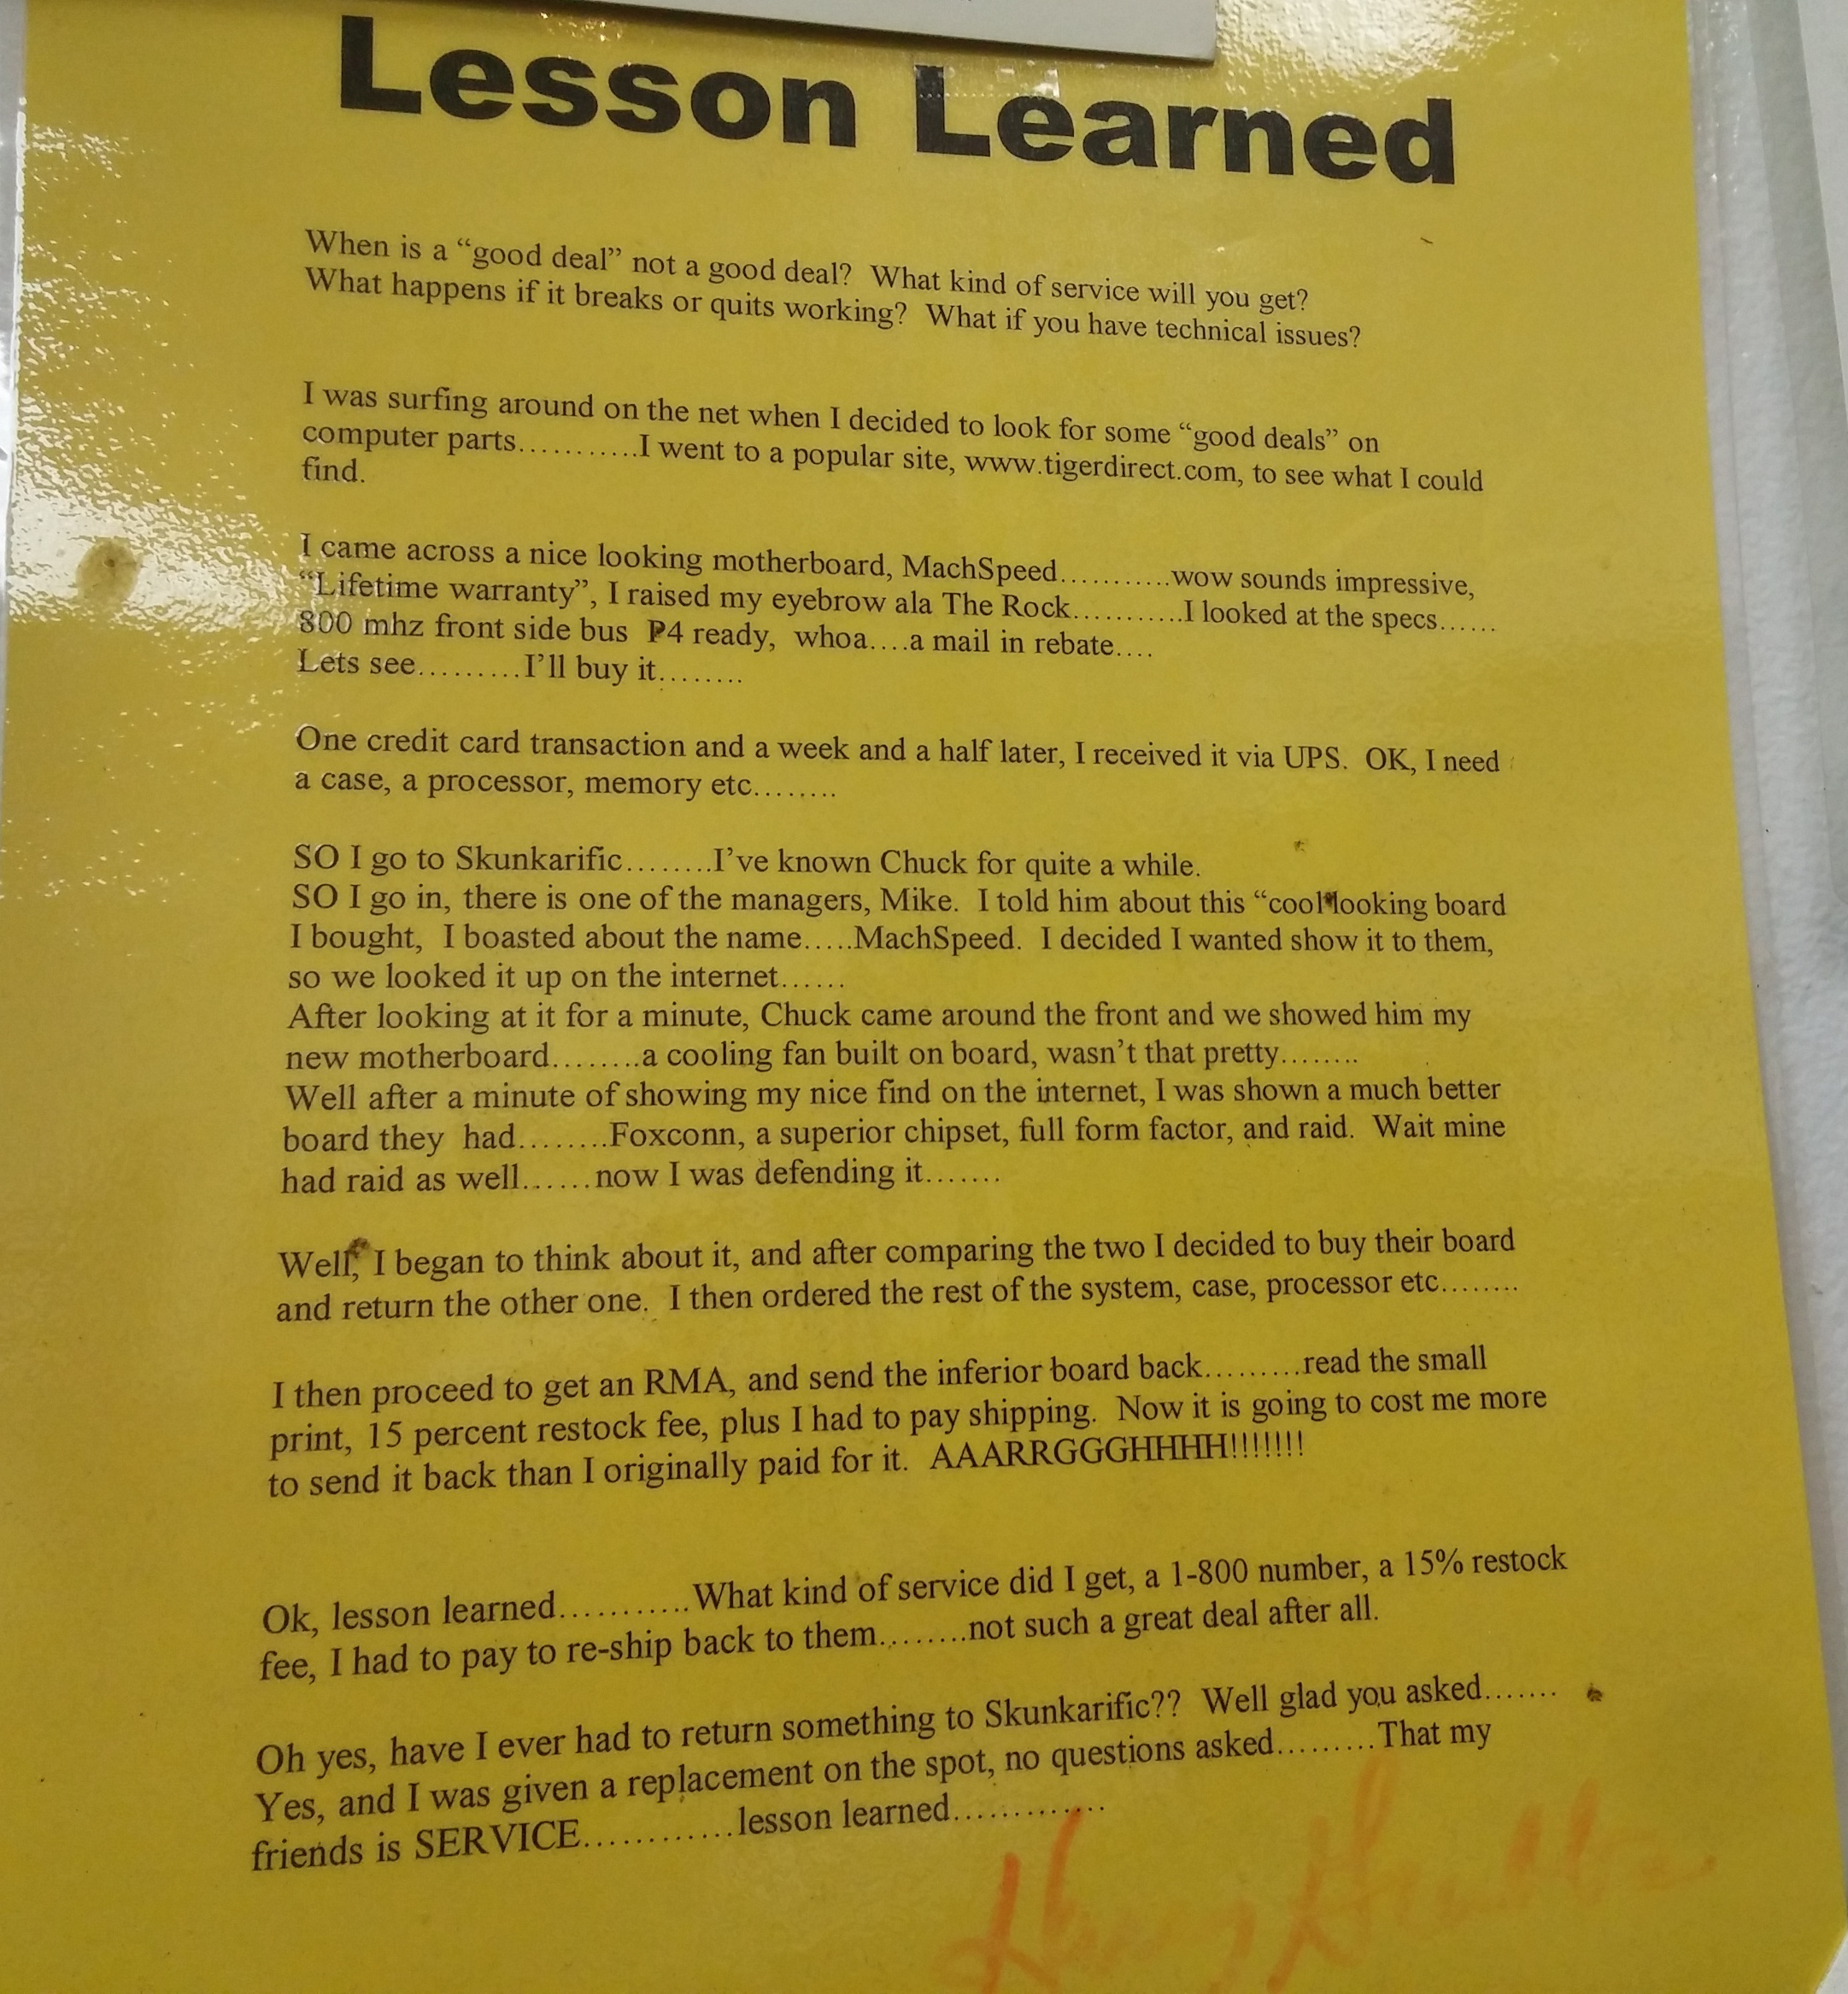 Lesson Learned
When is a “good deal” not a good deal?  What kind of service will you get?
What happens if it breaks or quits working?  What if you have technical issues?
I was surfing around on the net when I decided to look for some “good deals” on
computer parts...........I went to a popular site, www.tigerdirect.com, to see what I could
find.
I came across a nice looking motherboard, MachSpeed...........wow sounds impressive,
“Lifetime warranty”, I raised my eyebrow ala The Rock...........I looked at the specs......
800 mhz front side bus  P4 ready,  whoa....a mail in rebate....
Lets see.........I’ll buy it........
One credit card transaction and a week and a half later, I received it via UPS.  OK, I need
a case, a processor, memory etc........
SO I go to Skunkarific........I’ve known Chuck for quite a while.
SO I go in, there is one of the managers, Mike.  I told him about this “cool” looking board
I bought,  I boasted about the name.....MachSpeed.  I decided I wanted show it to them,
so we looked it up on the internet......
After looking at it for a minute, Chuck came around the front and we showed him my
new motherboard........a cooling fan built on board, wasn’t that pretty........
Well after a minute of showing my nice find on the internet, I was shown a much better
board they  had........Foxconn, a superior chipset, full form factor, and raid.  Wait mine
had raid as well......now I was defending it.......
Well, I began to think about it, and after comparing the two I decided to buy their board
and return the other one.  I then ordered the rest of the system, case, processor etc........
I then proceed to get an RMA, and send the inferior board back.........read the small
print, 15 percent restock fee, plus I had to pay shipping.  Now it is going to cost me more
to send it back than I originally paid for it.  AAARRGGGHHHH!!!!!!!
Ok, lesson learned...........What kind of service did I get, a 1-800 number, a 15% restock
fee, I had to pay to re-ship back to them.........not such a great deal after all.
Oh yes, have I ever had to return something to Skunkarific??  Well glad you asked.......
Yes, and I was given a replacement on the spot, no questions asked.........That my
friends is SERVICE............lesson learned.............